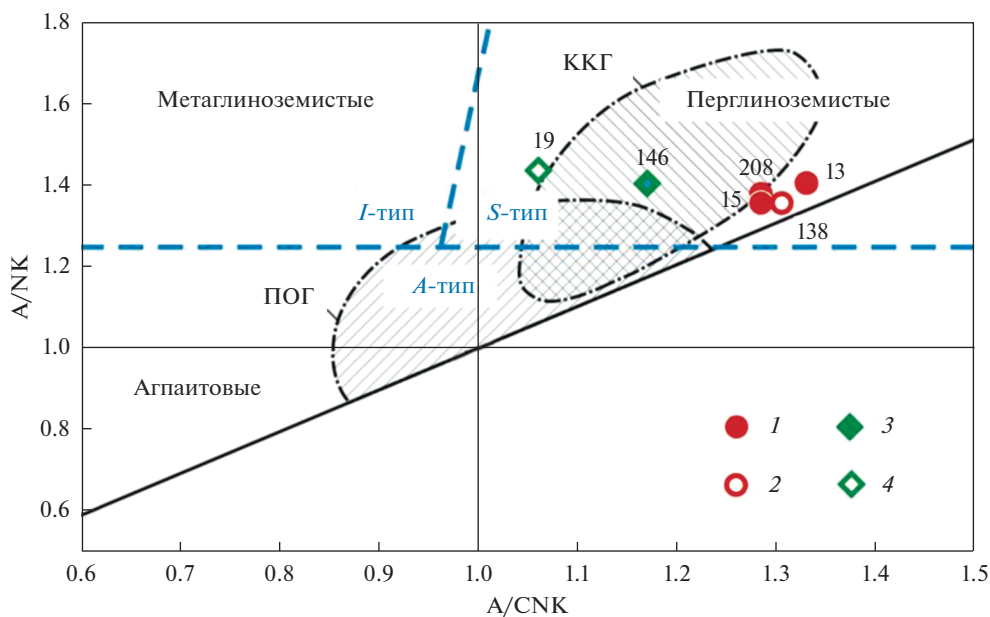 1.8
1.6
1.4
1.2
1.0
0.8
0.6
A/NK
Метаглиноземистые
ККГ
Перглиноземистые
19
146
208
13
15
138
I-тип
S-тип
A-тип
ПОГ
Агпаитовые
1
3
2
4
0.6 0.7 0.8 0.9 1.0 1.1 1.2 1.3 1.4 1.5
A/CNK